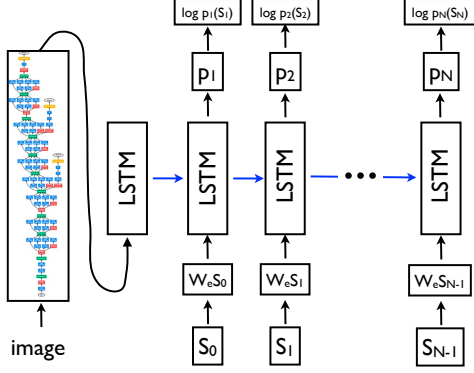 log p₁(S₁) log p₂(S₂) log pN(SN)
p₁ p₂ pN
LSTM LSTM LSTM LSTM
WₑS₀ WₑS₁ WₑSN-1
S₀ S₁ SN-1
image